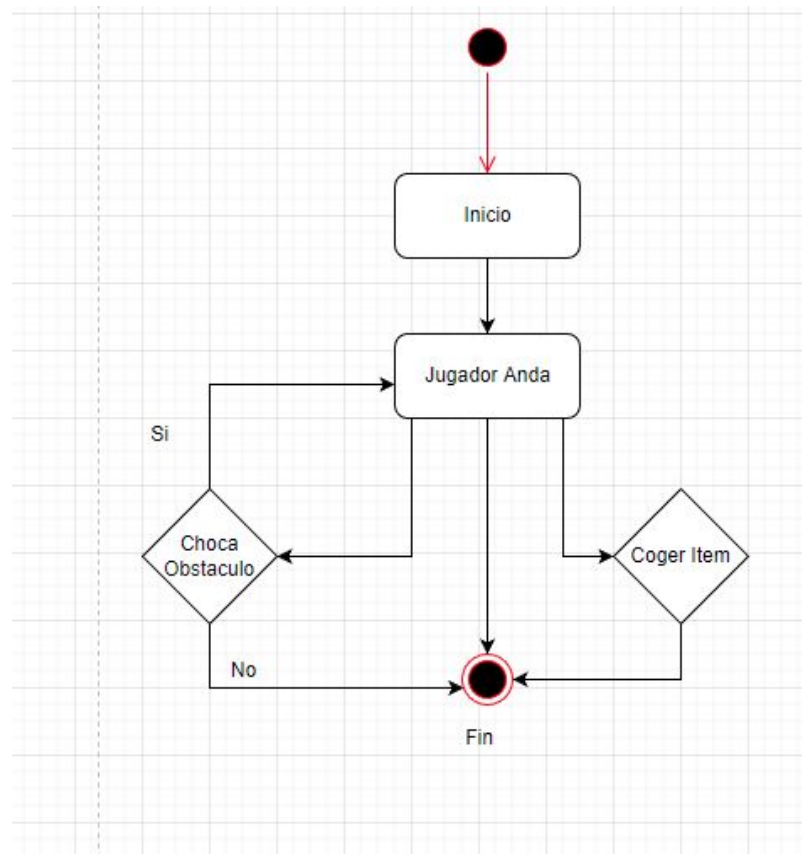 Inicio
Jugador Anda
Si
Choca
Obstaculo
Coger Item
No
Fin